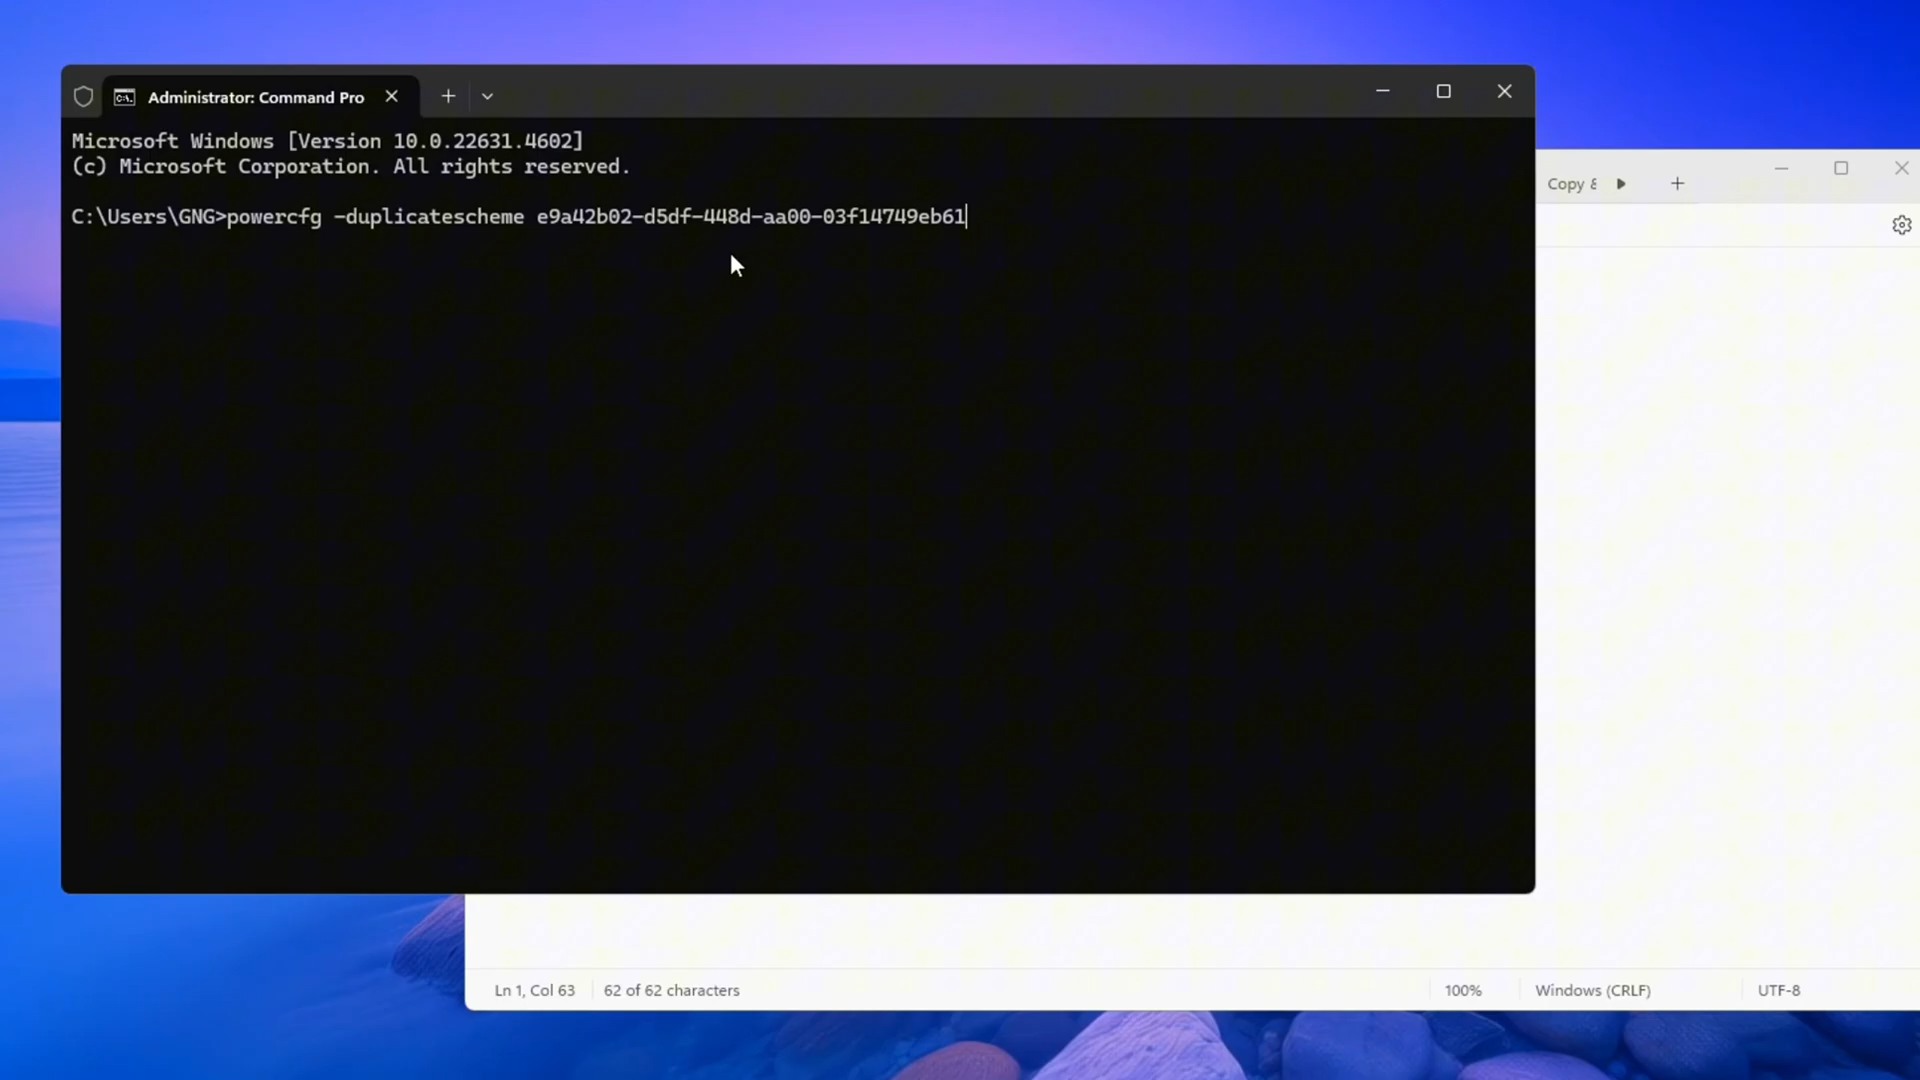 Administrator: Command Pro
Microsoft Windows [Version 10.0.22631.4602]
(c) Microsoft Corporation. All rights reserved.
C:\Users\GNG>powercfg -duplicatescheme e9a42b02-d5df-448d-aa00-03f14749eb61
Copy &
Ln 1, Col 63
62 of 62 characters
100%
Windows (CRLF)
UTF-8